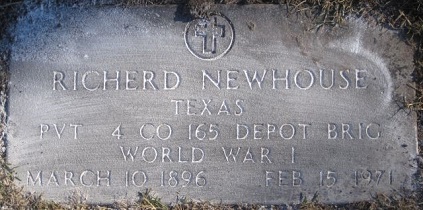 RICHERD NEWHOUSE
TEXAS
PVT 4 CO 165 DEPOT BRIG
WORLD WAR I
MARCH 10 1896 FEB 15 1971